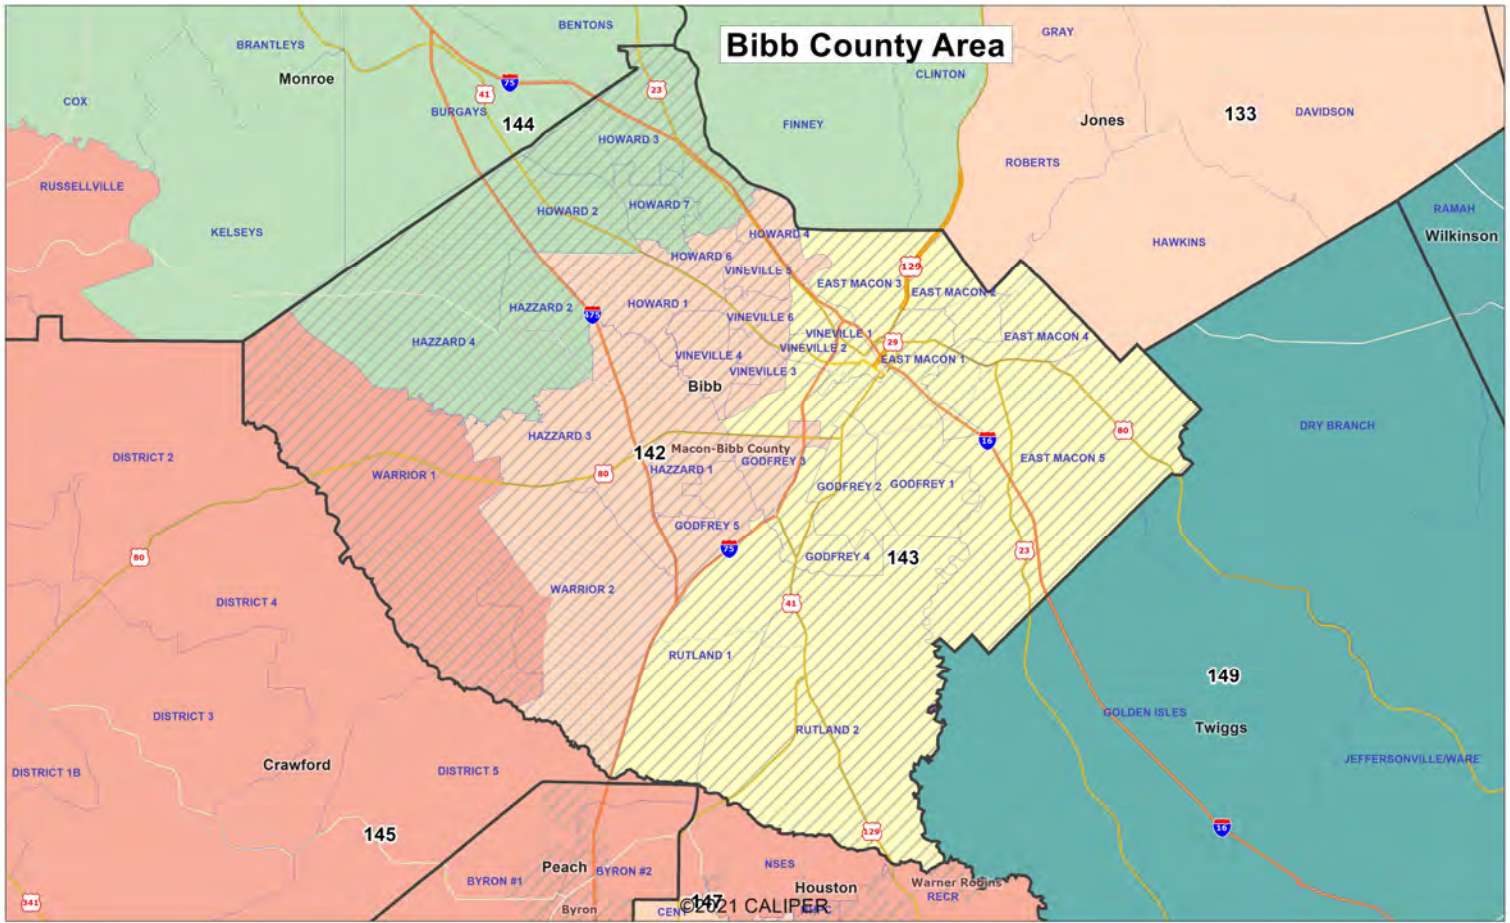 Bibb County Area
BENTONS
GRAY
BRANTLEYS
CLINTON
Monroe
75
23
41
COX
BURGAYS
144
FINNEY
Jones
133
DAVIDSON
HOWARD 3
ROBERTS
RUSSELLVILLE
HOWARD 7
HOWARD 2
RAMAH
KELSEYS
HOWARD 4
Wilkinson
HAWKINS
HOWARD 6
VINEVILLE 5
129
EAST MACON 3
EAST MACON 2
HAZZARD 2
HOWARD 1
475
VINEVILLE 6
VINEVILLE 1
EAST MACON 4
HAZZARD 4
29
VINEVILLE 2
VINEVILLE 4
EAST MACON 1
VINEVILLE 3
Bibb
80
DRY BRANCH
HAZZARD 3
16
142
Macon-Bibb County
DISTRICT 2
GODFREY 3
EAST MACON 5
HAZZARD 1
WARRIOR 1
80
GODFREY 2
GODFREY 1
GODFREY 5
75
23
80
GODFREY 4
143
WARRIOR 2
DISTRICT 4
41
RUTLAND 1
149
DISTRICT 3
GOLDEN ISLES
Twiggs
RUTLAND 2
JEFFERSONVILLE/WARE
Crawford
DISTRICT 5
DISTRICT 1B
145
129
16
Peach
BYRON #2
NSES
BYRON #1
Houston
Warner Robins
RECR
341
Byron
CENT
147
©2021 CALIPER